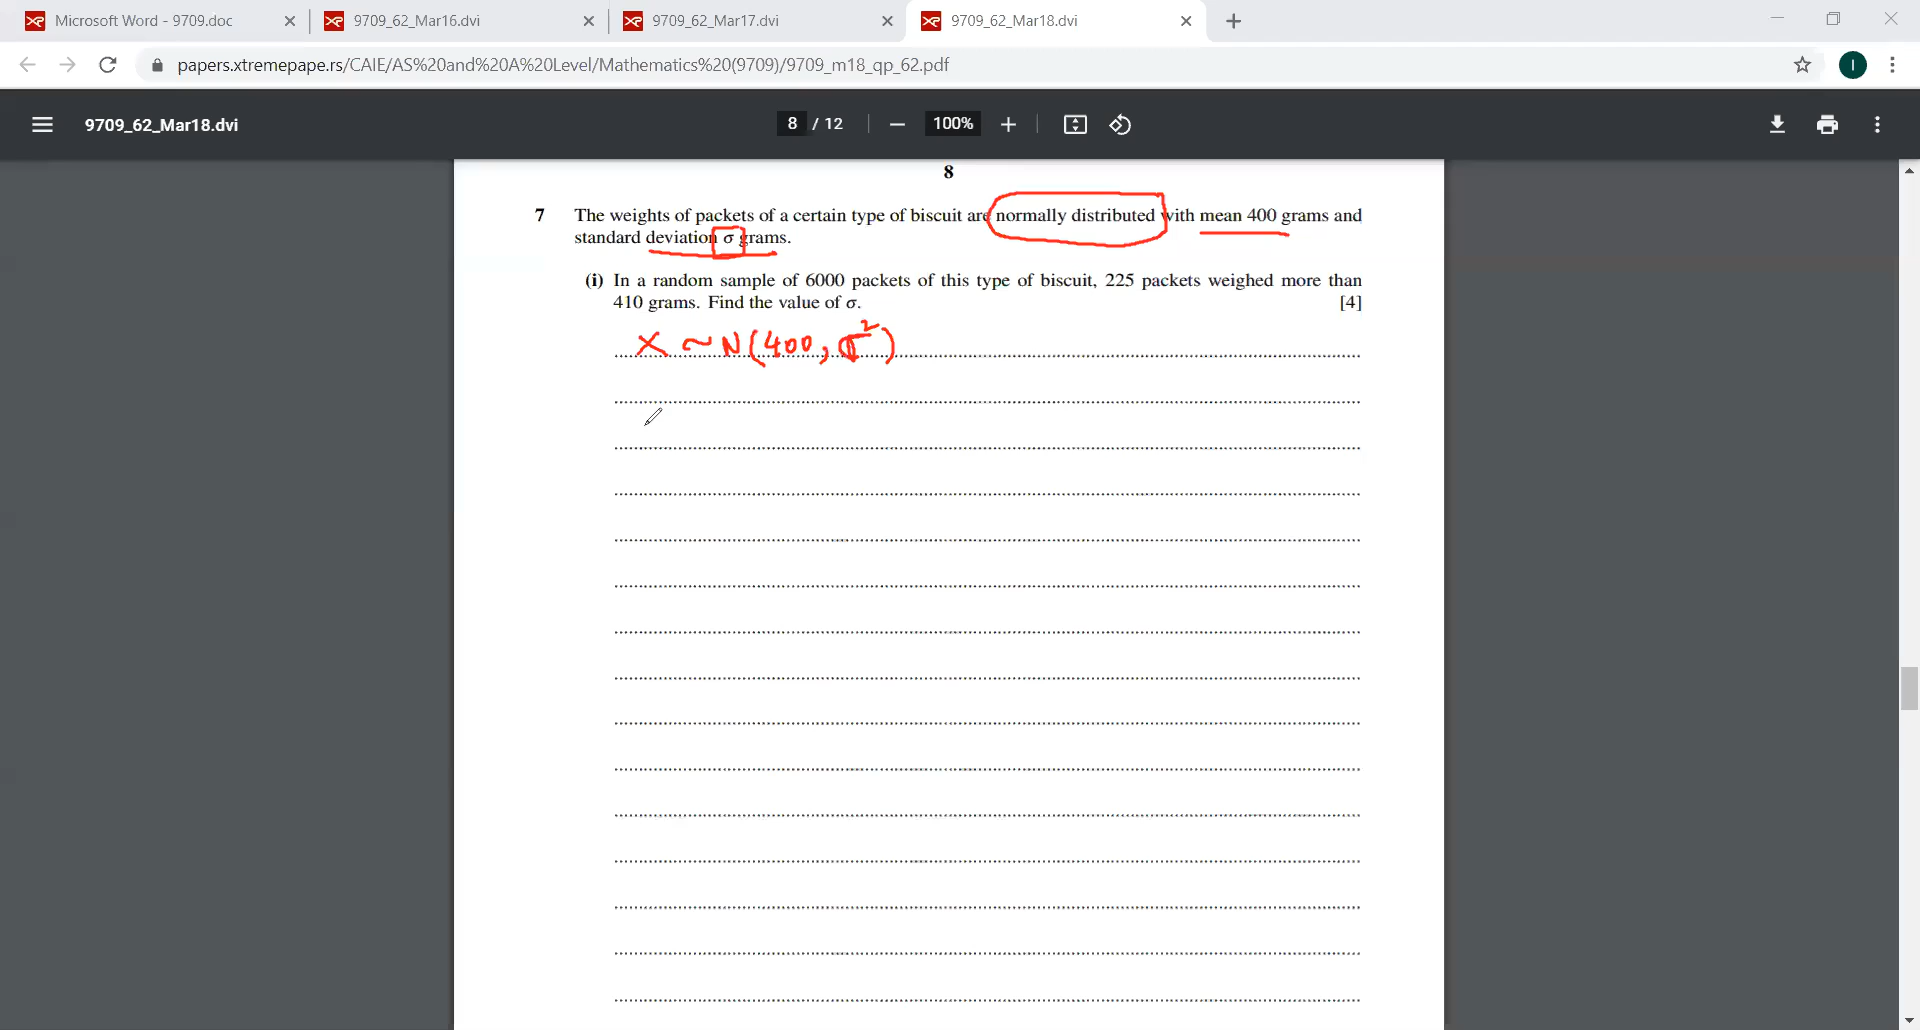 Microsoft Word - 9709.doc
9709_62_Mar16.dvi
9709_62_Mar17.dvi
9709_62_Mar18.dvi
papers.xtremepape.rs/CAIE/AS%20and%20A%20Level/Mathematics%20(9709)/9709_m18_qp_62.pdf
I
9709_62_Mar18.dvi
8 / 12
100%
8
7 The weights of packets of a certain type of biscuit are normally distributed with mean 400 grams and
standard deviation σ grams.
(i) In a random sample of 6000 packets of this type of biscuit, 225 packets weighed more than
410 grams. Find the value of σ. [4]
X ~ N(400, σ²)